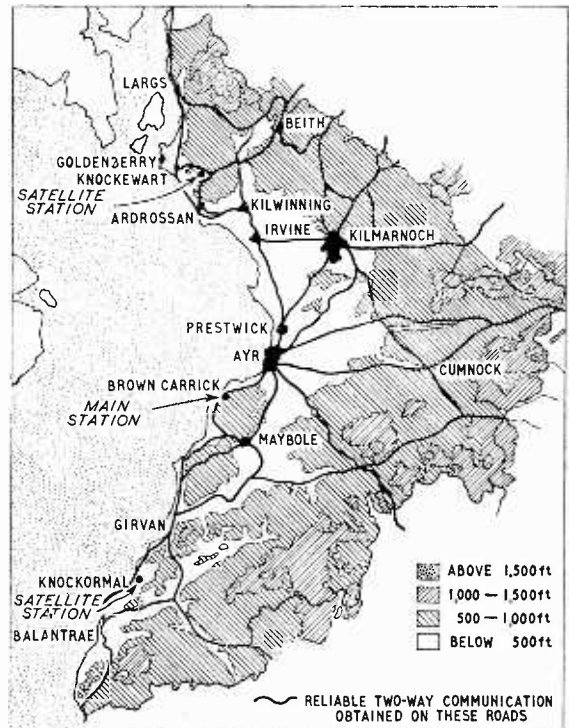 LARGS
BEITH
GOLDENBERRY
KNOCKEWART
SATELLITE
STATION
ARDROSSAN
KILWINNING
IRVINE
KILMARNOCH
PRESTWICK
AYR
CUMNOCK
BROWN CARRICK
MAIN
STATION
MAYBOLE
GIRVAN
KNOCKORMAL
SATELLITE
STATION
BALANTRAE
ABOVE 1,500ft
1,000 — 1,500ft
500 — 1,000ft
BELOW 500ft
RELIABLE TWO-WAY COMMUNICATION
OBTAINED ON THESE ROADS